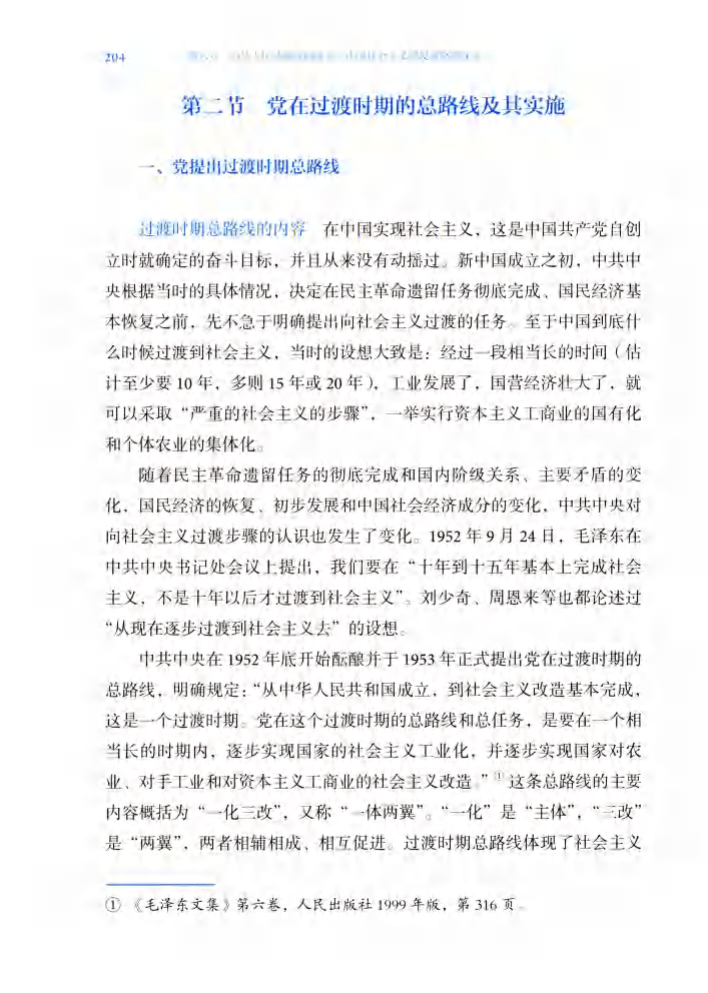 204
第二节 党在过渡时期的总路线及其实施
一、党提出过渡时期总路线
过渡时期总路线的内容 在中国实现社会主义，这是中国共产党自创
立时就确定的奋斗目标，并且从来没有动摇过。新中国成立之初，中共中
央根据当时的具体情况，决定在民主革命遗留任务彻底完成、国民经济基
本恢复之前，先不急于明确提出向社会主义过渡的任务。至于中国到底什
么时候过渡到社会主义，当时的设想大致是：经过一段相当长的时间（估
计至少要 10 年，多则 15 年或 20 年），工业发展了，国营经济壮大了，就
可以采取“严重的社会主义的步骤”，一举实行资本主义工商业的国有化
和个体农业的集体化。
随着民主革命遗留任务的彻底完成和国内阶级关系、主要矛盾的变
化，国民经济的恢复、初步发展和中国社会经济成分的变化，中共中央对
向社会主义过渡步骤的认识也发生了变化。1952 年 9 月 24 日，毛泽东在
中共中央书记处会议上提出，我们要在“十年到十五年基本上完成社会
主义，不是十年以后才过渡到社会主义”。刘少奇、周恩来等也都论述过
“从现在逐步过渡到社会主义去”的设想。
中共中央在 1952 年底开始酝酿并于 1953 年正式提出党在过渡时期的
总路线，明确规定：“从中华人民共和国成立，到社会主义改造基本完成，
这是一个过渡时期。党在这个过渡时期的总路线和总任务，是要在一个相
当长的时期内，逐步实现国家的社会主义工业化，并逐步实现国家对农
业、对手工业和对资本主义工商业的社会主义改造。”① 这条总路线的主要
内容概括为“一化三改”，又称“一体两翼”。“一化”是“主体”，“三改”
是“两翼”，两者相辅相成、相互促进。过渡时期总路线体现了社会主义
① 《毛泽东文集》第六卷，人民出版社 1999 年版，第 316 页。